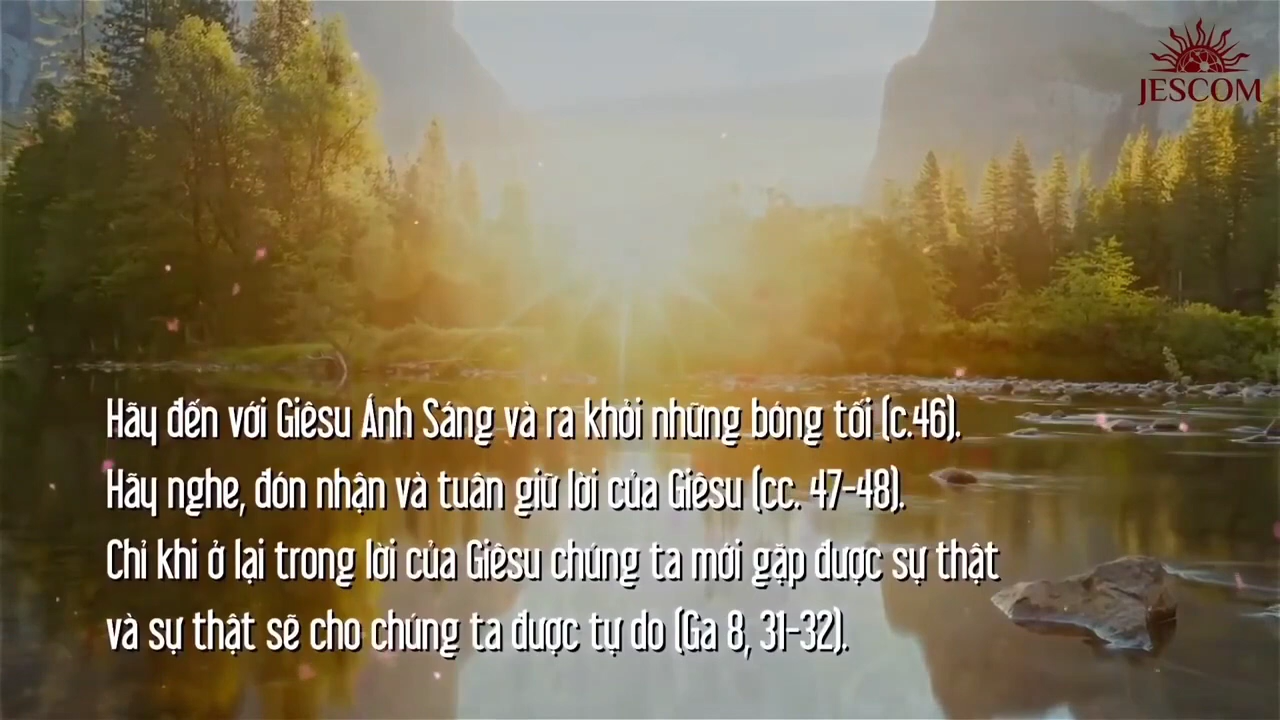 JESCOM
Hãy đến với Giêsu Ánh Sáng và ra khỏi những bóng tối (c.46).
Hãy nghe, đón nhận và tuân giữ lời của Giêsu (cc. 47-48).
Chỉ khi ở lại trong lời của Giêsu chúng ta mới gặp được sự thật
và sự thật sẽ cho chúng ta được tự do (Ga 8, 31-32).